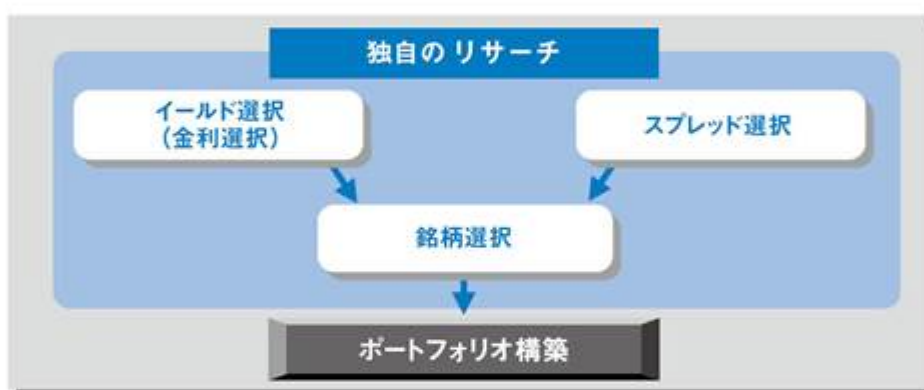 独自のリサーチ
イールド選択
（金利選択）
スプレッド選択
銘柄選択
ポートフォリオ構築